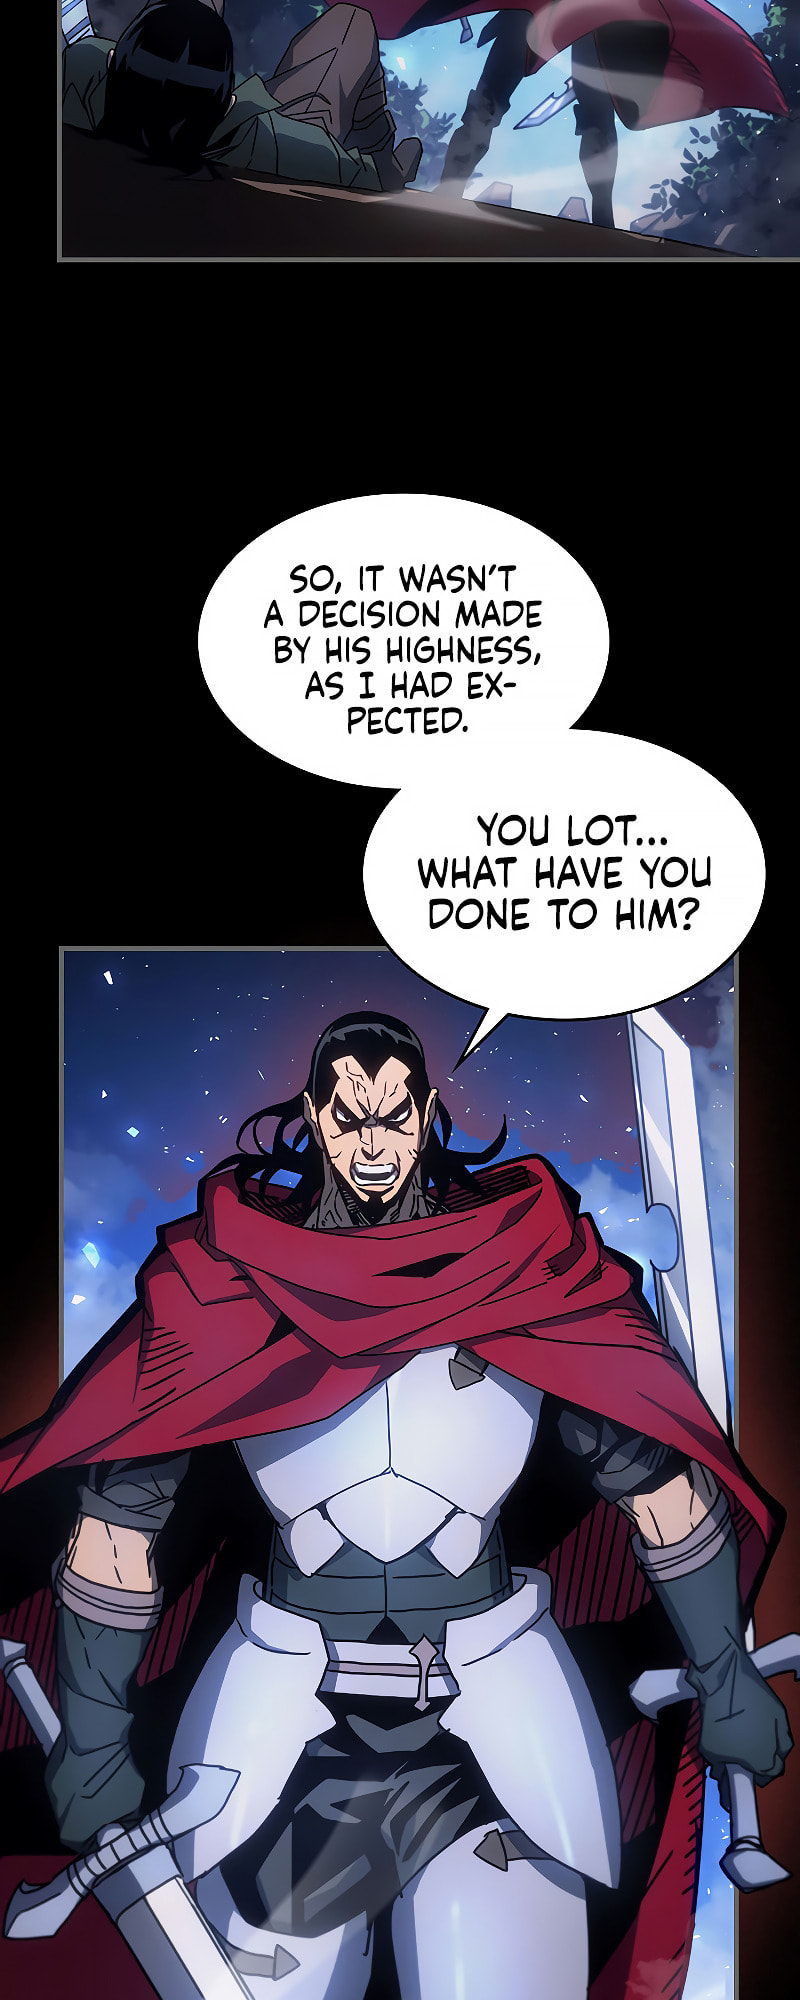 SO, IT WASN'T
A DECISION MADE
BY HIS HIGHNESS,
AS I HAD EX-
PECTED.
YOU LOT...
WHAT HAVE YOU
DONE TO HIM?